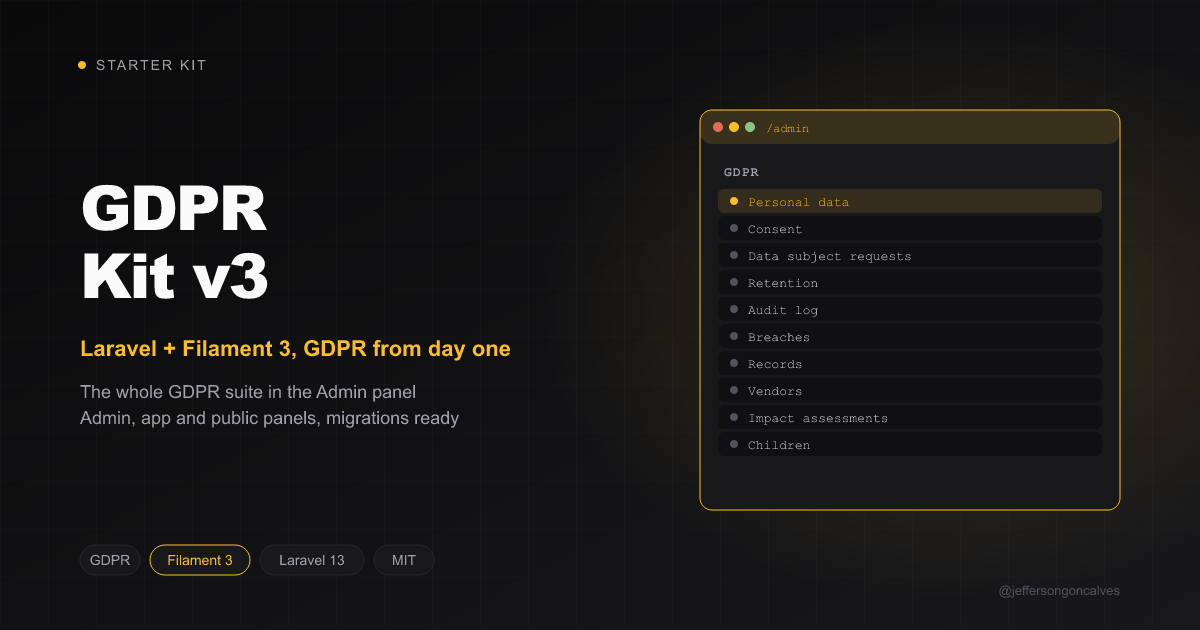 STARTER KIT
GDPR
Kit v3
Laravel + Filament 3, GDPR from day one
The whole GDPR suite in the Admin panel
Admin, app and public panels, migrations ready
GDPR
Filament 3
Laravel 13
MIT
/admin
GDPR
Personal data
Consent
Data subject requests
Retention
Audit log
Breaches
Records
Vendors
Impact assessments
Children
@jeffersongoncalves